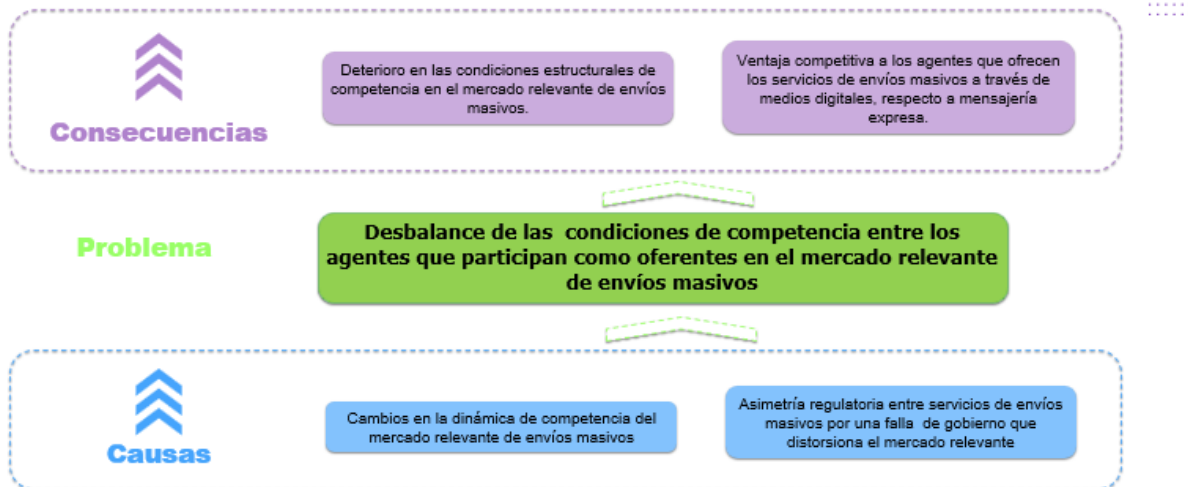 Deterioro en las condiciones estructurales de
competencia en el mercado relevante de envíos
masivos.
Ventaja competitiva a los agentes que ofrecen
los servicios de envíos masivos a través de
medios digitales, respecto a mensajería
expresa.
Consecuencias
Problema
Desbalance de las condiciones de competencia entre los
agentes que participan como oferentes en el mercado relevante
de envíos masivos
Cambios en la dinámica de competencia del
mercado relevante de envíos masivos
Asimetría regulatoria entre servicios de envíos
masivos por una falla de gobierno que
distorsiona el mercado relevante
Causas